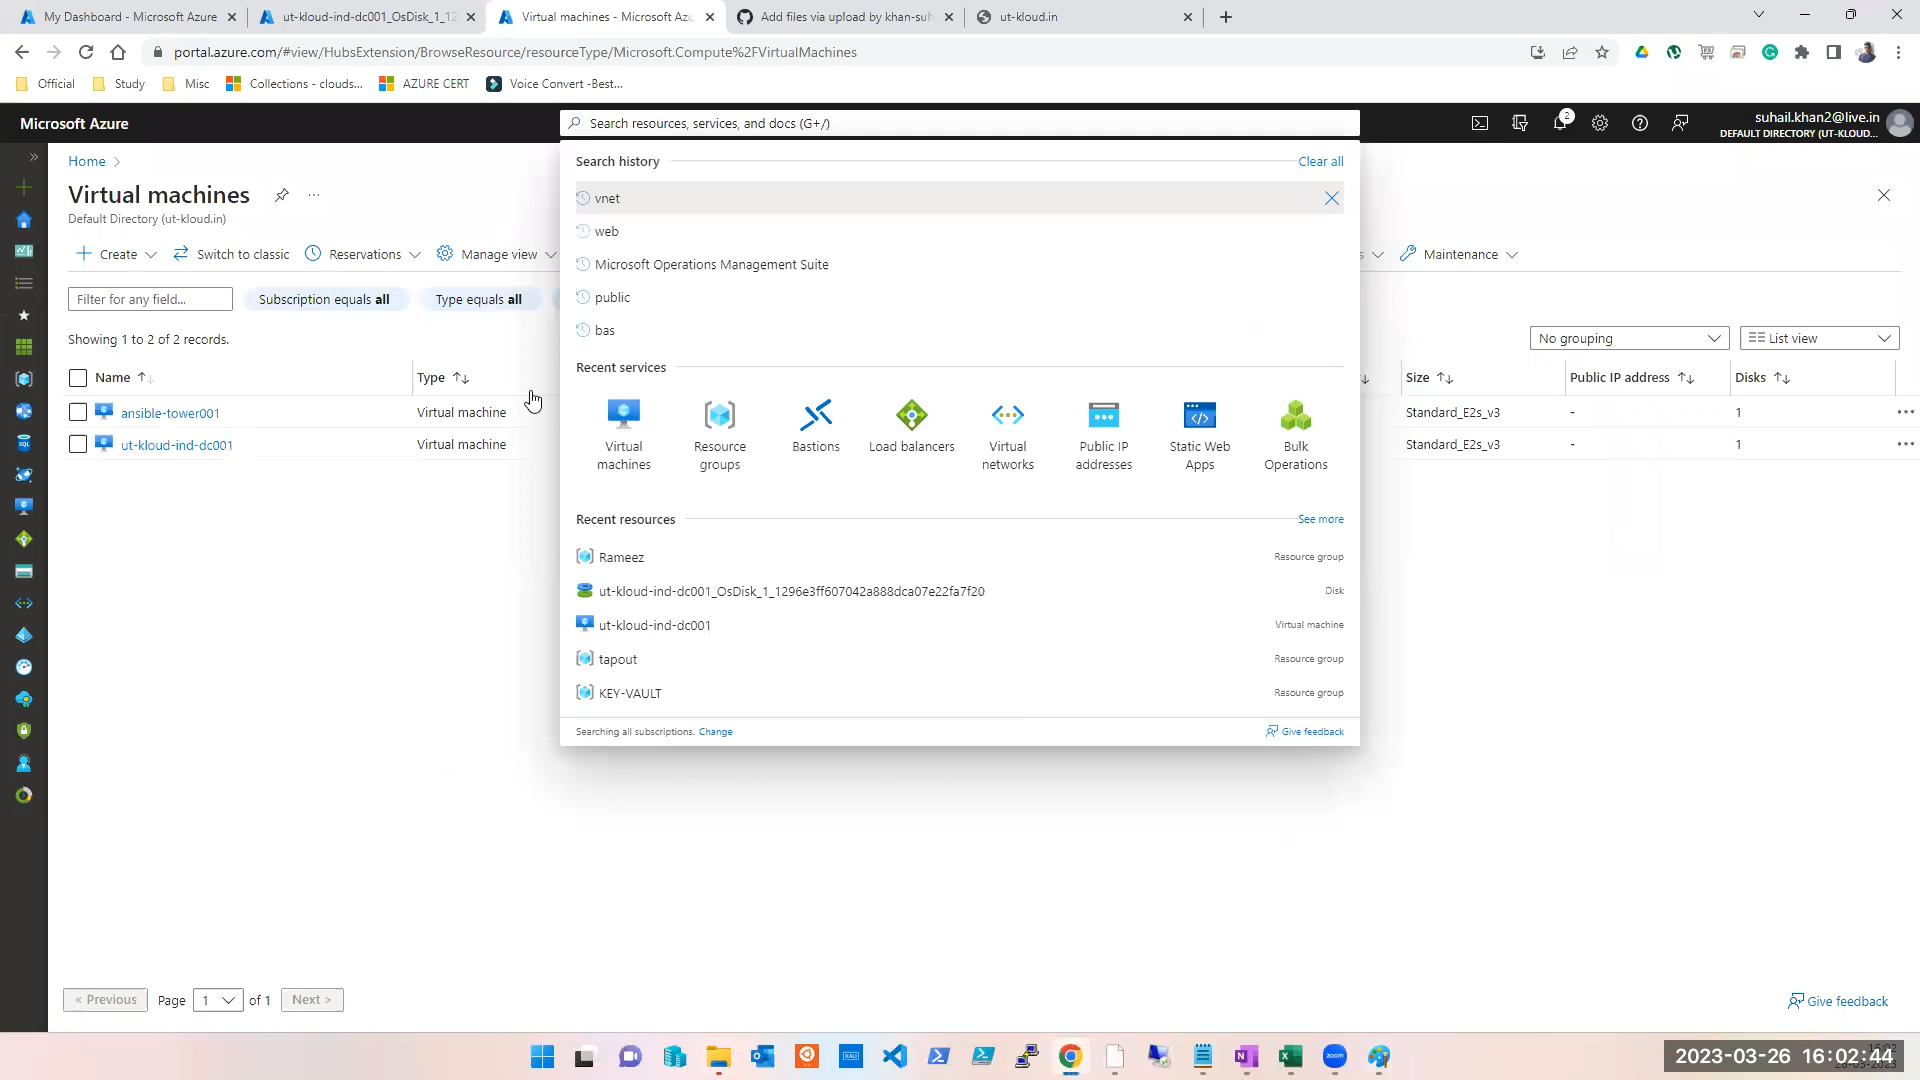 My Dashboard - Microsoft Azure
ut-kloud-ind-dc001_OsDisk_1_12
Virtual machines - Microsoft Azu
Add files via upload by khan-suh
ut-kloud.in
portal.azure.com/#view/HubsExtension/BrowseResource/resourceType/Microsoft.Compute%2FVirtualMachines
Official
Study
Misc
Collections - clouds...
AZURE CERT
Voice Convert -Best...
Microsoft Azure
Search resources, services, and docs (G+/)
2
suhail.khan2@live.in
DEFAULT DIRECTORY (UT-KLOUD....
Home
Virtual machines
...
Default Directory (ut-kloud.in)
Create
Switch to classic
Reservations
Manage view
s
Maintenance
Filter for any field...
Subscription equals all
Type equals all
Showing 1 to 2 of 2 records.
No grouping
List view
Name
Type
Size
Public IP address
Disks
ansible-tower001
Virtual machine
Standard_E2s_v3
-
1
ut-kloud-ind-dc001
Virtual machine
Standard_E2s_v3
-
1
Search history
Clear all
vnet
web
Microsoft Operations Management Suite
public
bas
Recent services
Virtual machines
Resource groups
Bastions
Load balancers
Virtual networks
Public IP addresses
Static Web Apps
Bulk Operations
Recent resources
See more
Rameez
Resource group
ut-kloud-ind-dc001_OsDisk_1_1296e3ff607042a888dca07e22fa7f20
Disk
ut-kloud-ind-dc001
Virtual machine
tapout
Resource group
KEY-VAULT
Resource group
Searching all subscriptions. Change
Give feedback
< Previous
Page
1
of 1
Next >
Give feedback
2023-03-26 16:02:44